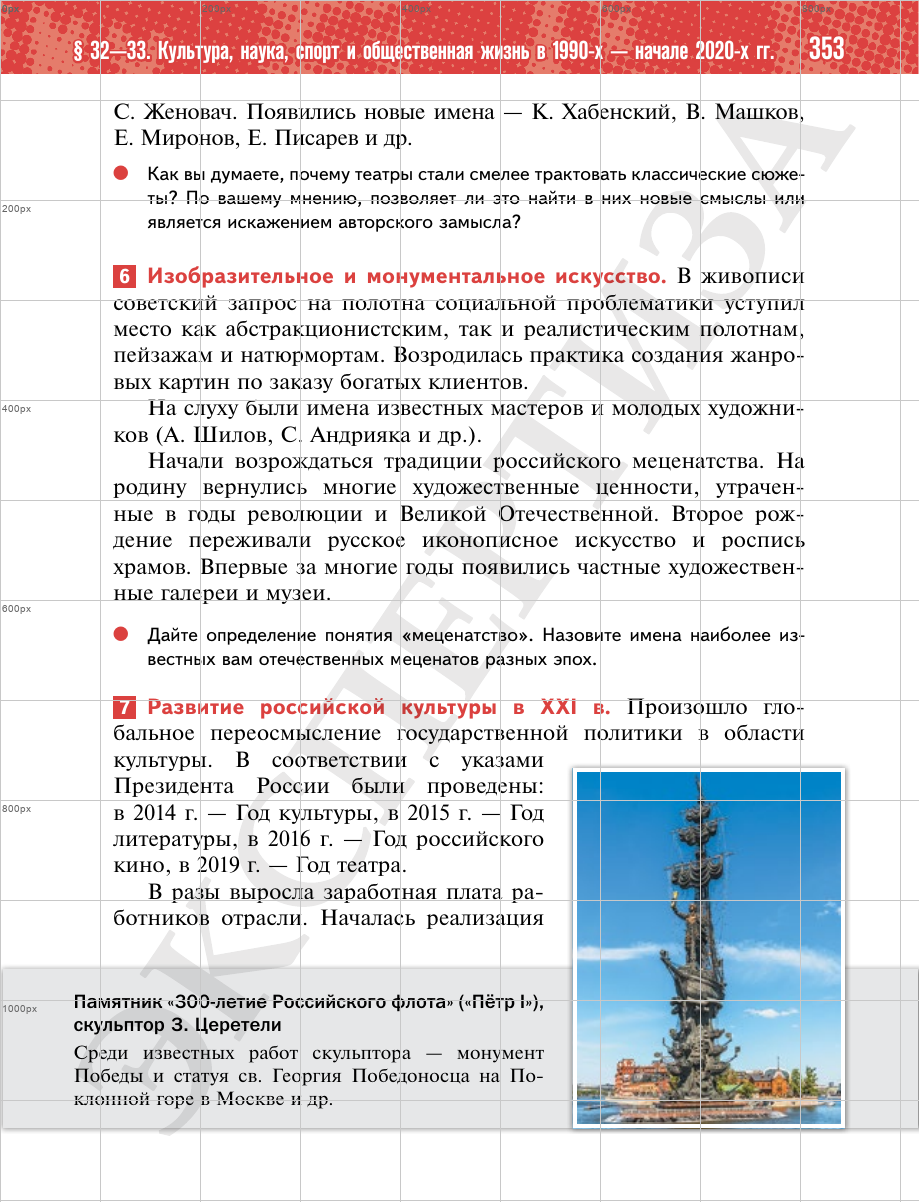 § 32—33. Культура, наука, спорт и общественная жизнь в 1990-х — начале 2020-х гг. 353
С. Женовач. Появились новые имена — К. Хабенский, В. Машков,
Е. Миронов, Е. Писарев и др.
Как вы думаете, почему театры стали смелее трактовать классические сюже-
ты? По вашему мнению, позволяет ли это найти в них новые смыслы или
является искажением авторского замысла?
6 Изобразительное и монументальное искусство. В живописи
советский запрос на полотна социальной проблематики уступил
место как абстракционистским, так и реалистическим полотнам,
пейзажам и натюрмортам. Возродилась практика создания жанро-
вых картин по заказу богатых клиентов.
На слуху были имена известных мастеров и молодых художни-
ков (А. Шилов, С. Андрияка и др.).
Начали возрождаться традиции российского меценатства. На
родину вернулись многие художественные ценности, утрачен-
ные в годы революции и Великой Отечественной. Второе рож-
дение переживали русское иконописное искусство и роспись
храмов. Впервые за многие годы появились частные художествен-
ные галереи и музеи.
Дайте определение понятия «меценатство». Назовите имена наиболее из-
вестных вам отечественных меценатов разных эпох.
7 Развитие российской культуры в XXI в. Произошло гло-
бальное переосмысление государственной политики в области
культуры. В соответствии с указами
Президента России были проведены:
в 2014 г. — Год культуры, в 2015 г. — Год
литературы, в 2016 г. — Год российского
кино, в 2019 г. — Год театра.
В разы выросла заработная плата ра-
ботников отрасли. Началась реализация
Памятник «300-летие Российского флота» («Пётр I»),
скульптор З. Церетели
Среди известных работ скульптора — монумент
Победы и статуя св. Георгия Победоносца на По-
клонной горе в Москве и др.
ЭКСПЕРТИЗА
200px
400px
600px
800px
1000px